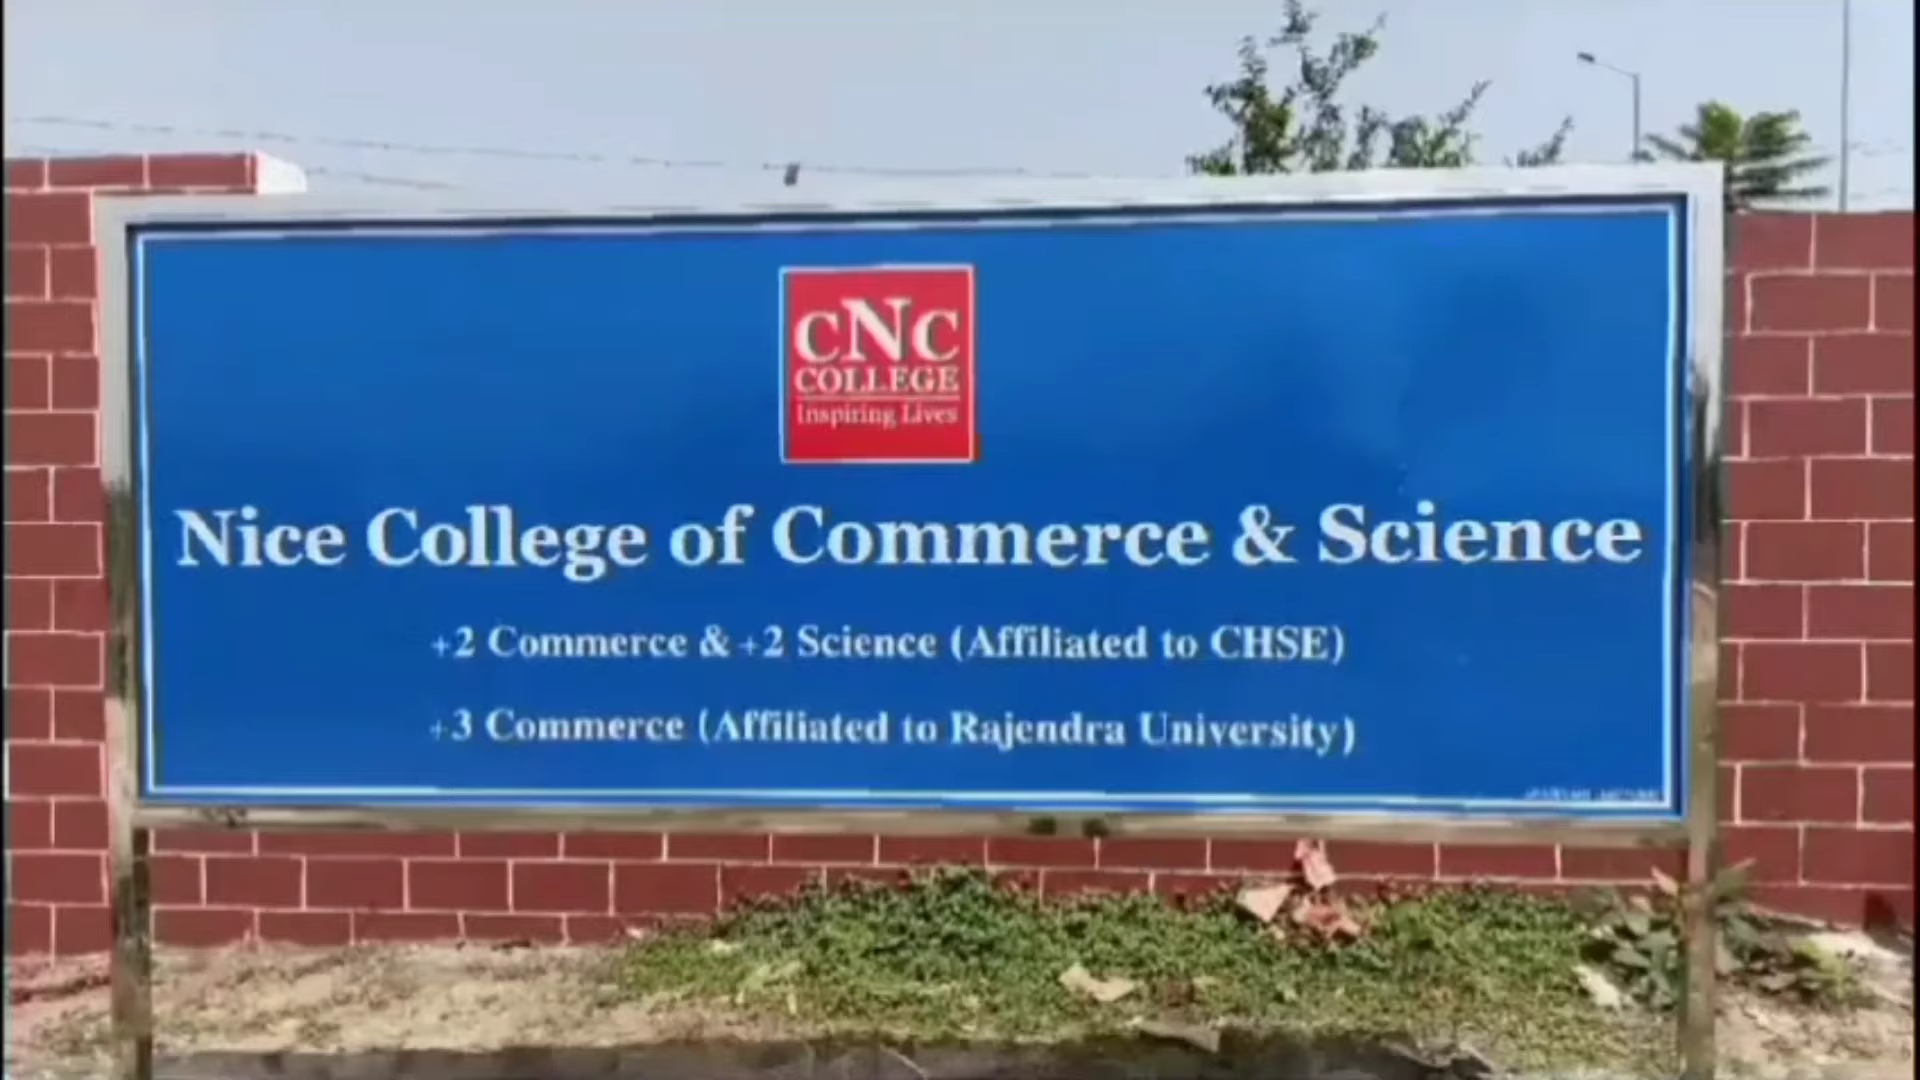 CNC
COLLEGE
Inspiring Lives
Nice College of Commerce & Science
+2 Commerce & +2 Science (Affiliated to CHSE)
+3 Commerce (Affiliated to Rajendra University)